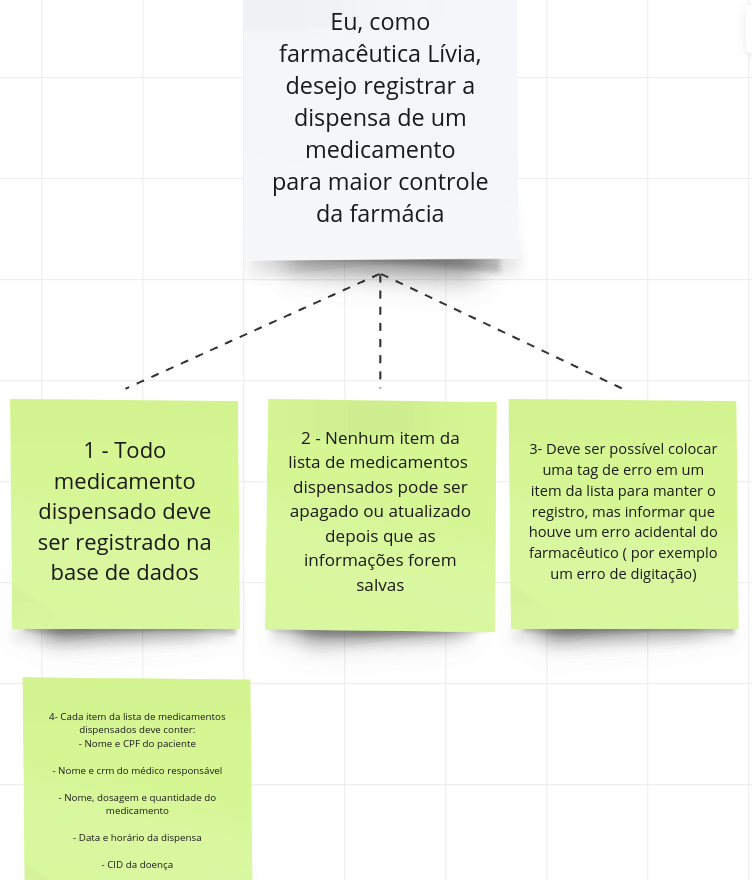 Eu, como
farmacêutica Lívia,
desejo registrar a
dispensa de um
medicamento
para maior controle
da farmácia
1 - Todo
medicamento
dispensado deve
ser registrado na
base de dados
2 - Nenhum item da
lista de medicamentos
dispensados pode ser
apagado ou atualizado
depois que as
informações forem
salvas
3- Deve ser possível colocar
uma tag de erro em um
item da lista para manter o
registro, mas informar que
houve um erro acidental do
farmacêutico ( por exemplo
um erro de digitação)
4- Cada item da lista de medicamentos
dispensados deve conter:
- Nome e CPF do paciente
- Nome e crm do médico responsável
- Nome, dosagem e quantidade do
medicamento
- Data e horário da dispensa
- CID da doença